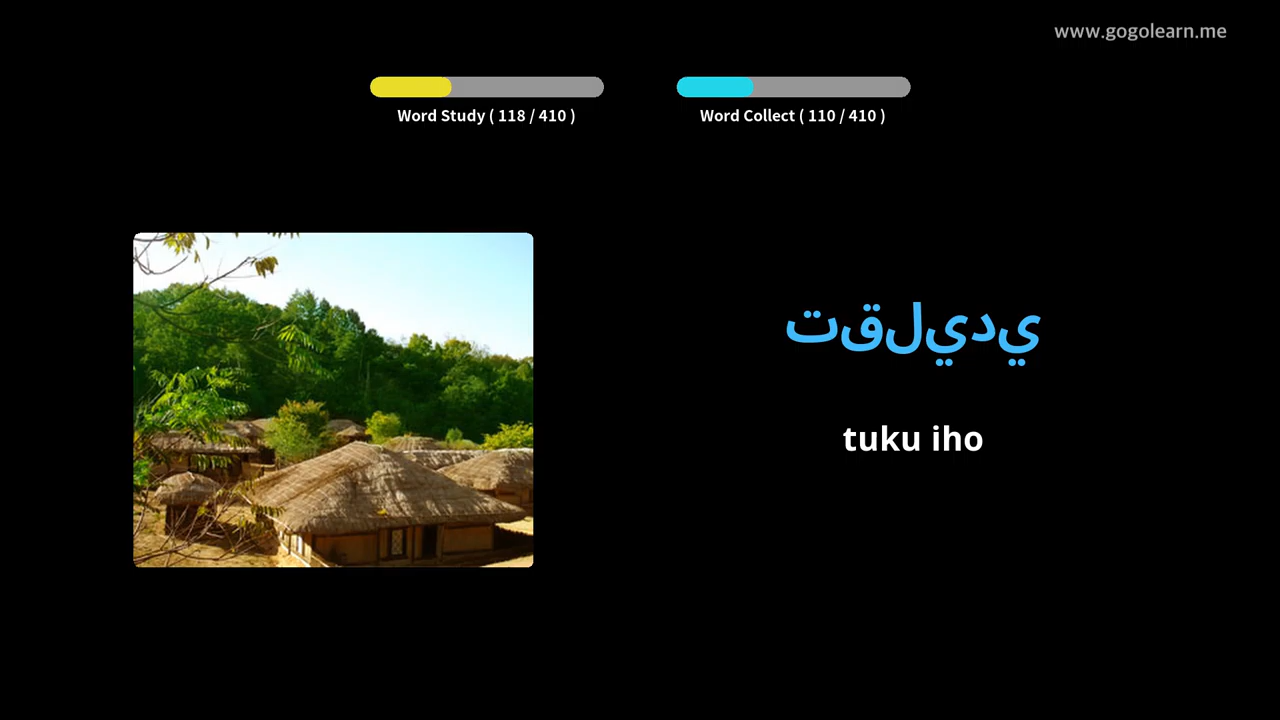 www.gogolearn.me
Word Study ( 118 / 410 )
Word Collect ( 110 / 410 )
تقليدي
tuku iho